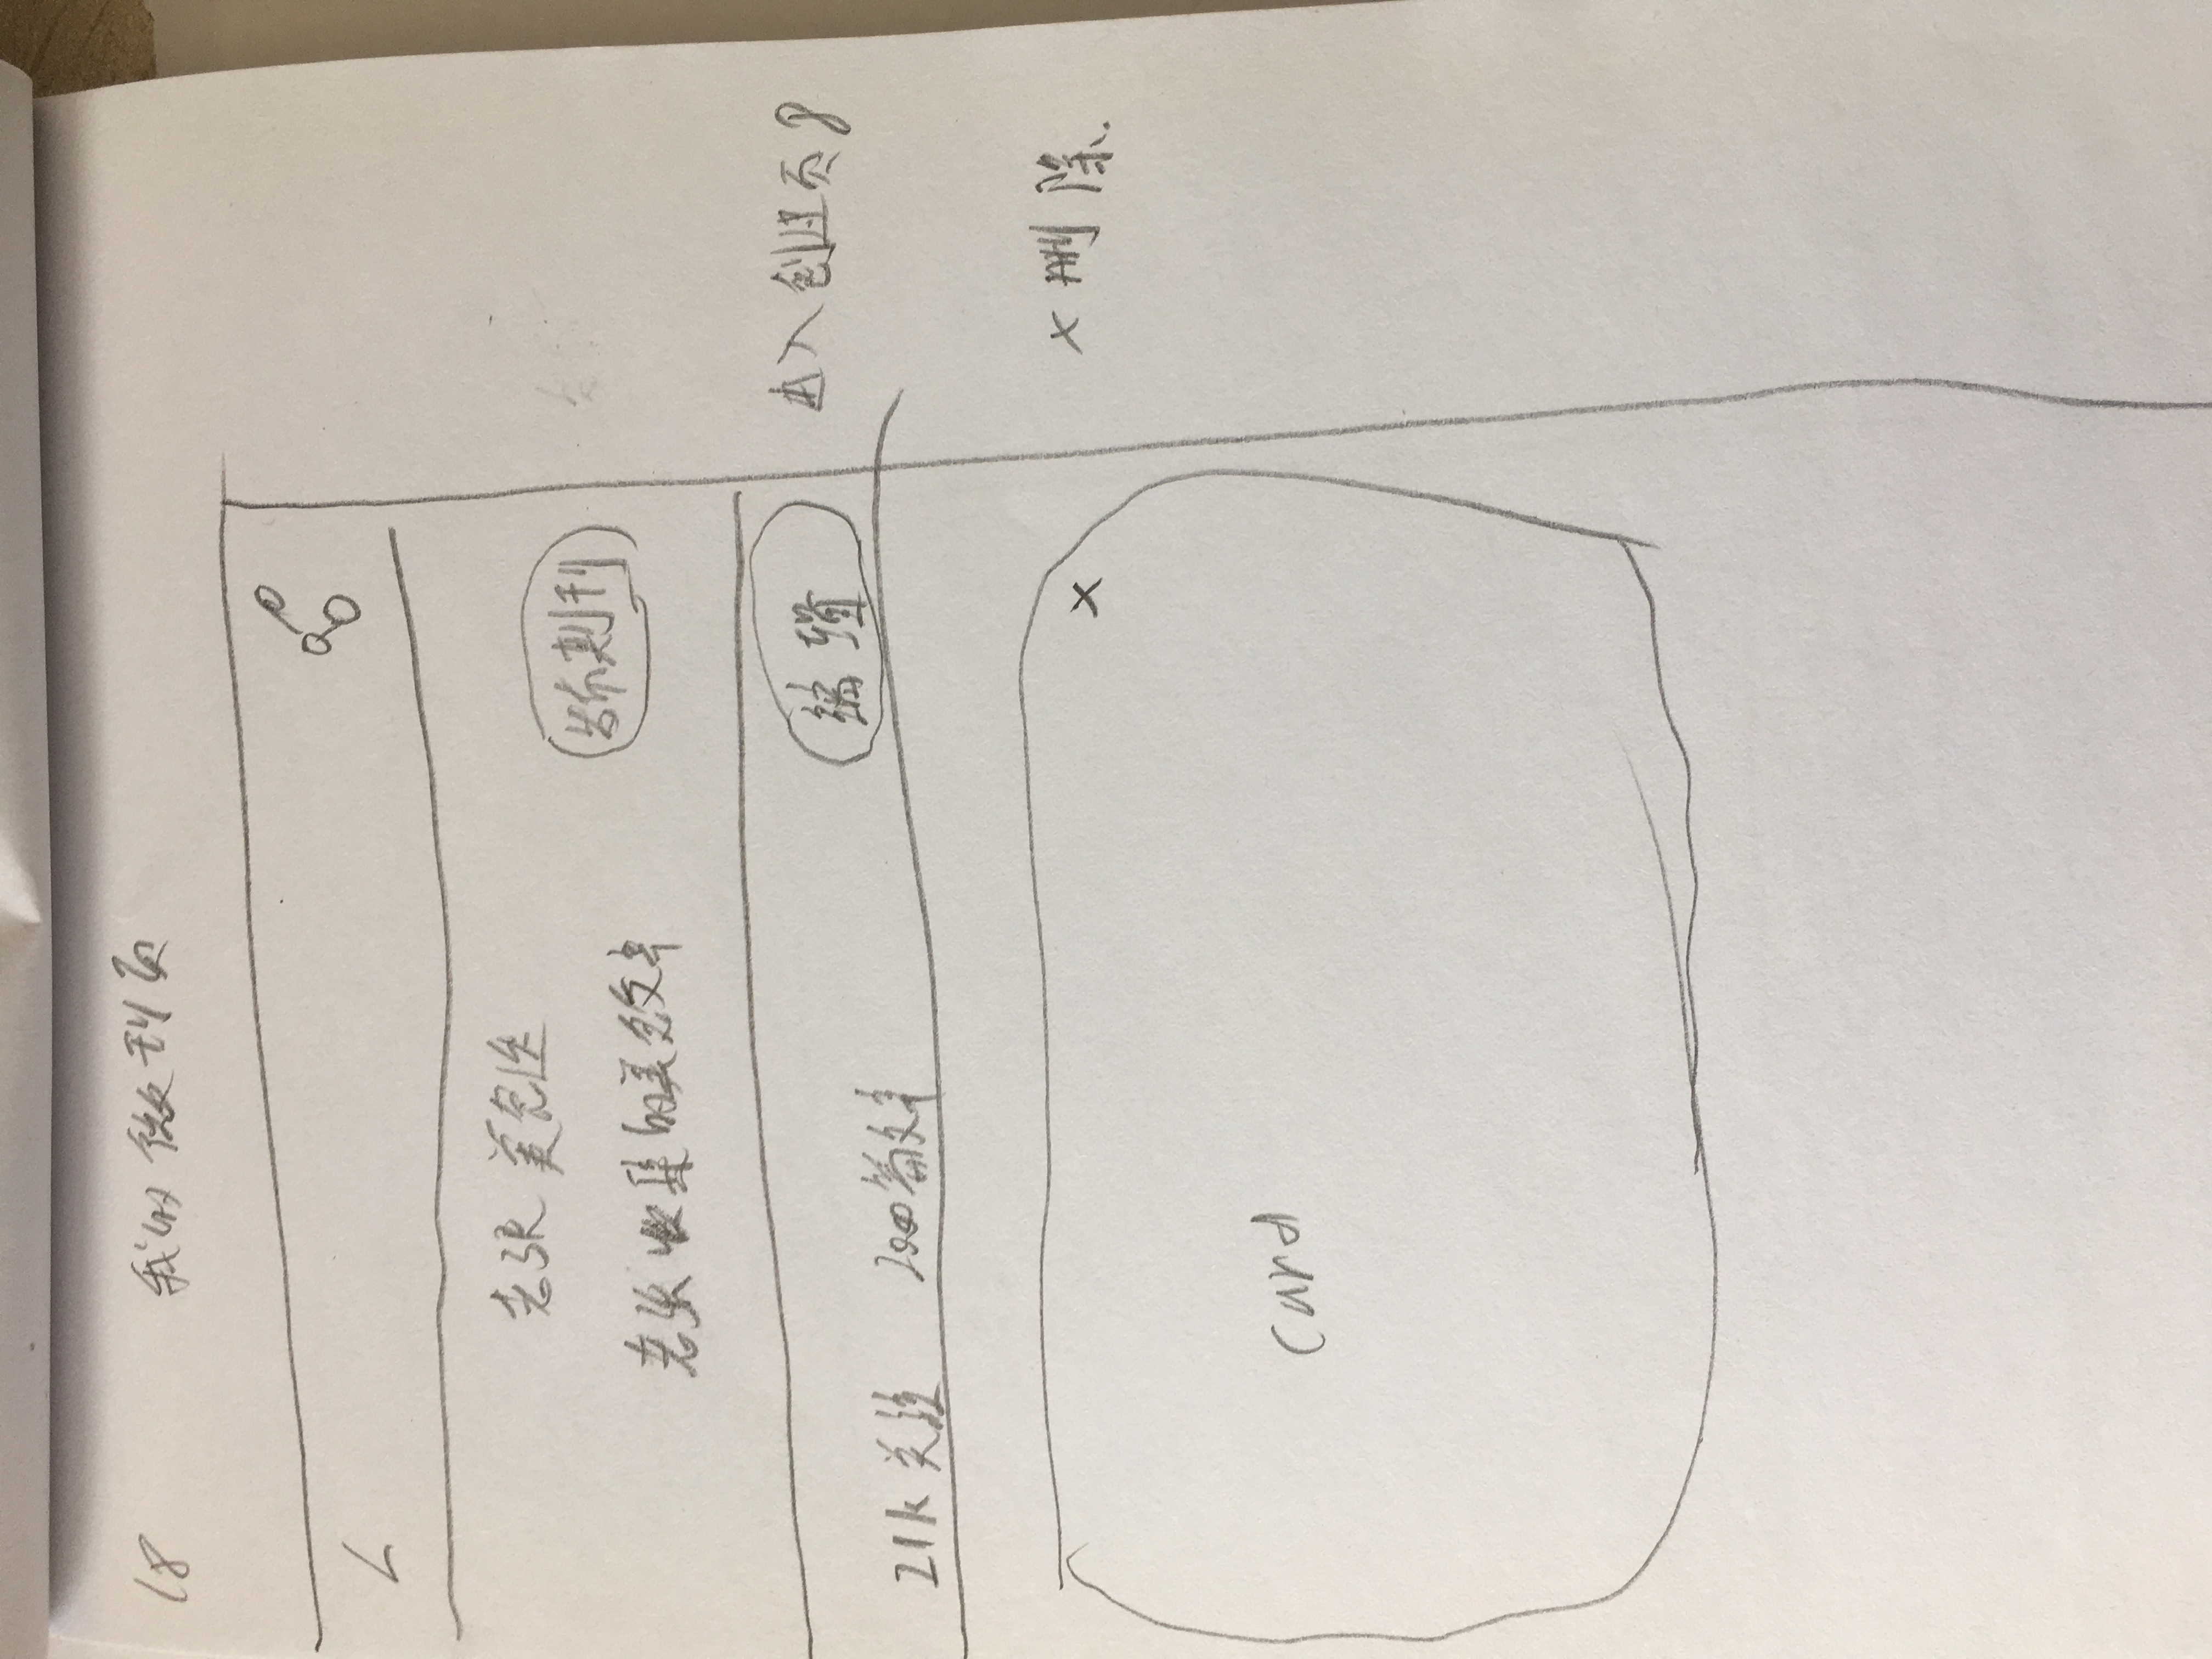 18 我的微刊页
<
老张美食迷
发布期刊
老张收集的美食文章
编辑
进入创建页8
21k 关注 2000篇文章
x
x 删除.
Card